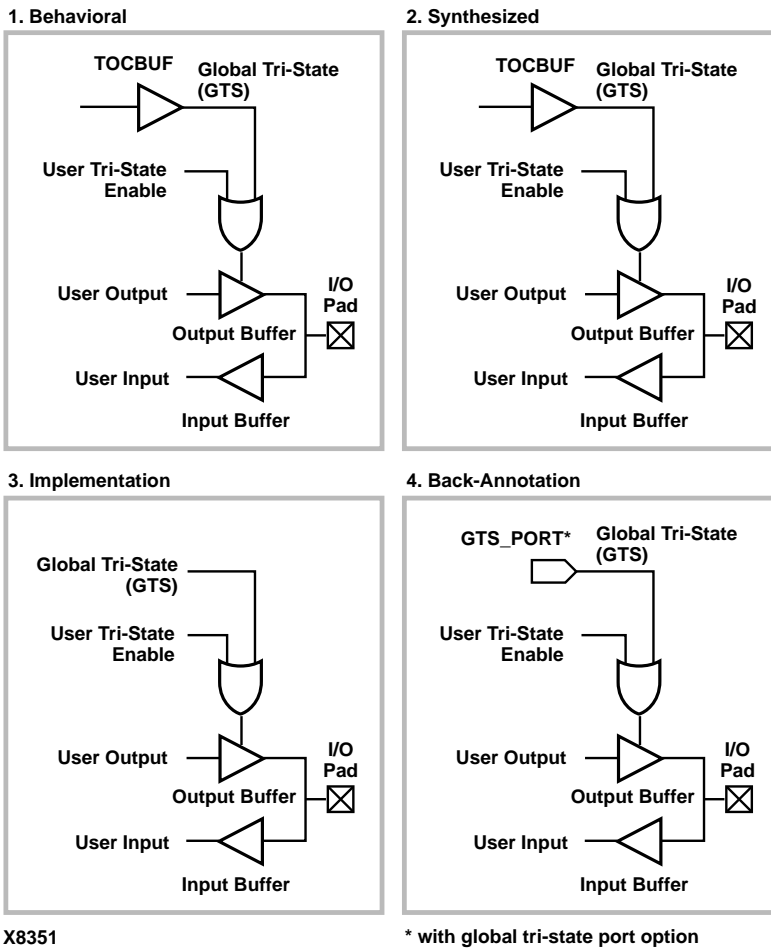 1. Behavioral
TOCBUF
Global Tri-State
(GTS)
User Tri-State
Enable
User Output
I/O
Pad
Output Buffer
User Input
Input Buffer
2. Synthesized
TOCBUF
Global Tri-State
(GTS)
User Tri-State
Enable
User Output
I/O
Pad
Output Buffer
User Input
Input Buffer
3. Implementation
Global Tri-State
(GTS)
User Tri-State
Enable
User Output
I/O
Pad
Output Buffer
User Input
Input Buffer
4. Back-Annotation
GTS_PORT*
Global Tri-State
(GTS)
User Tri-State
Enable
User Output
I/O
Pad
Output Buffer
User Input
Input Buffer
X8351
* with global tri-state port option